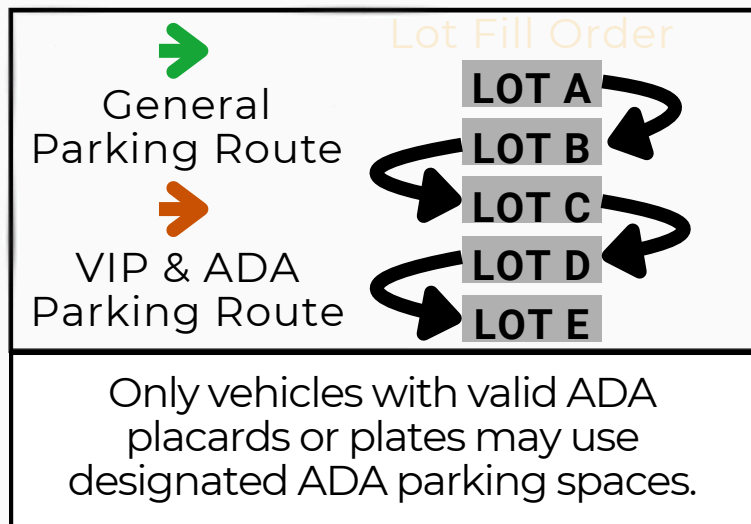 Lot Fill Order
General
Parking Route
VIP & ADA
Parking Route
LOT A
LOT B
LOT C
LOT D
LOT E
Only vehicles with valid ADA
placards or plates may use
designated ADA parking spaces.